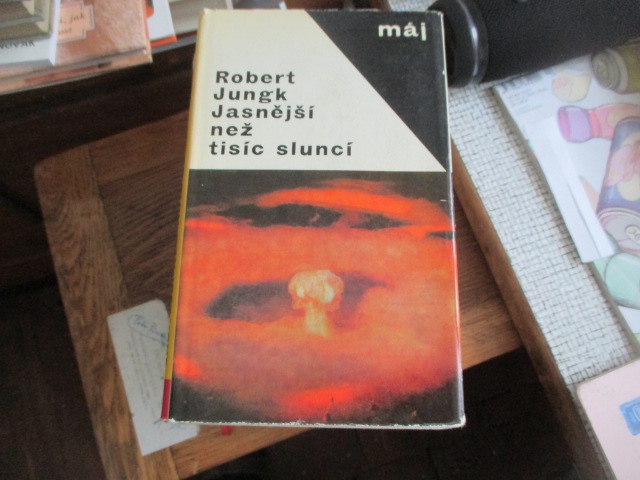 máj
Robert
Jungk
Jasnější
než
tisíc sluncí